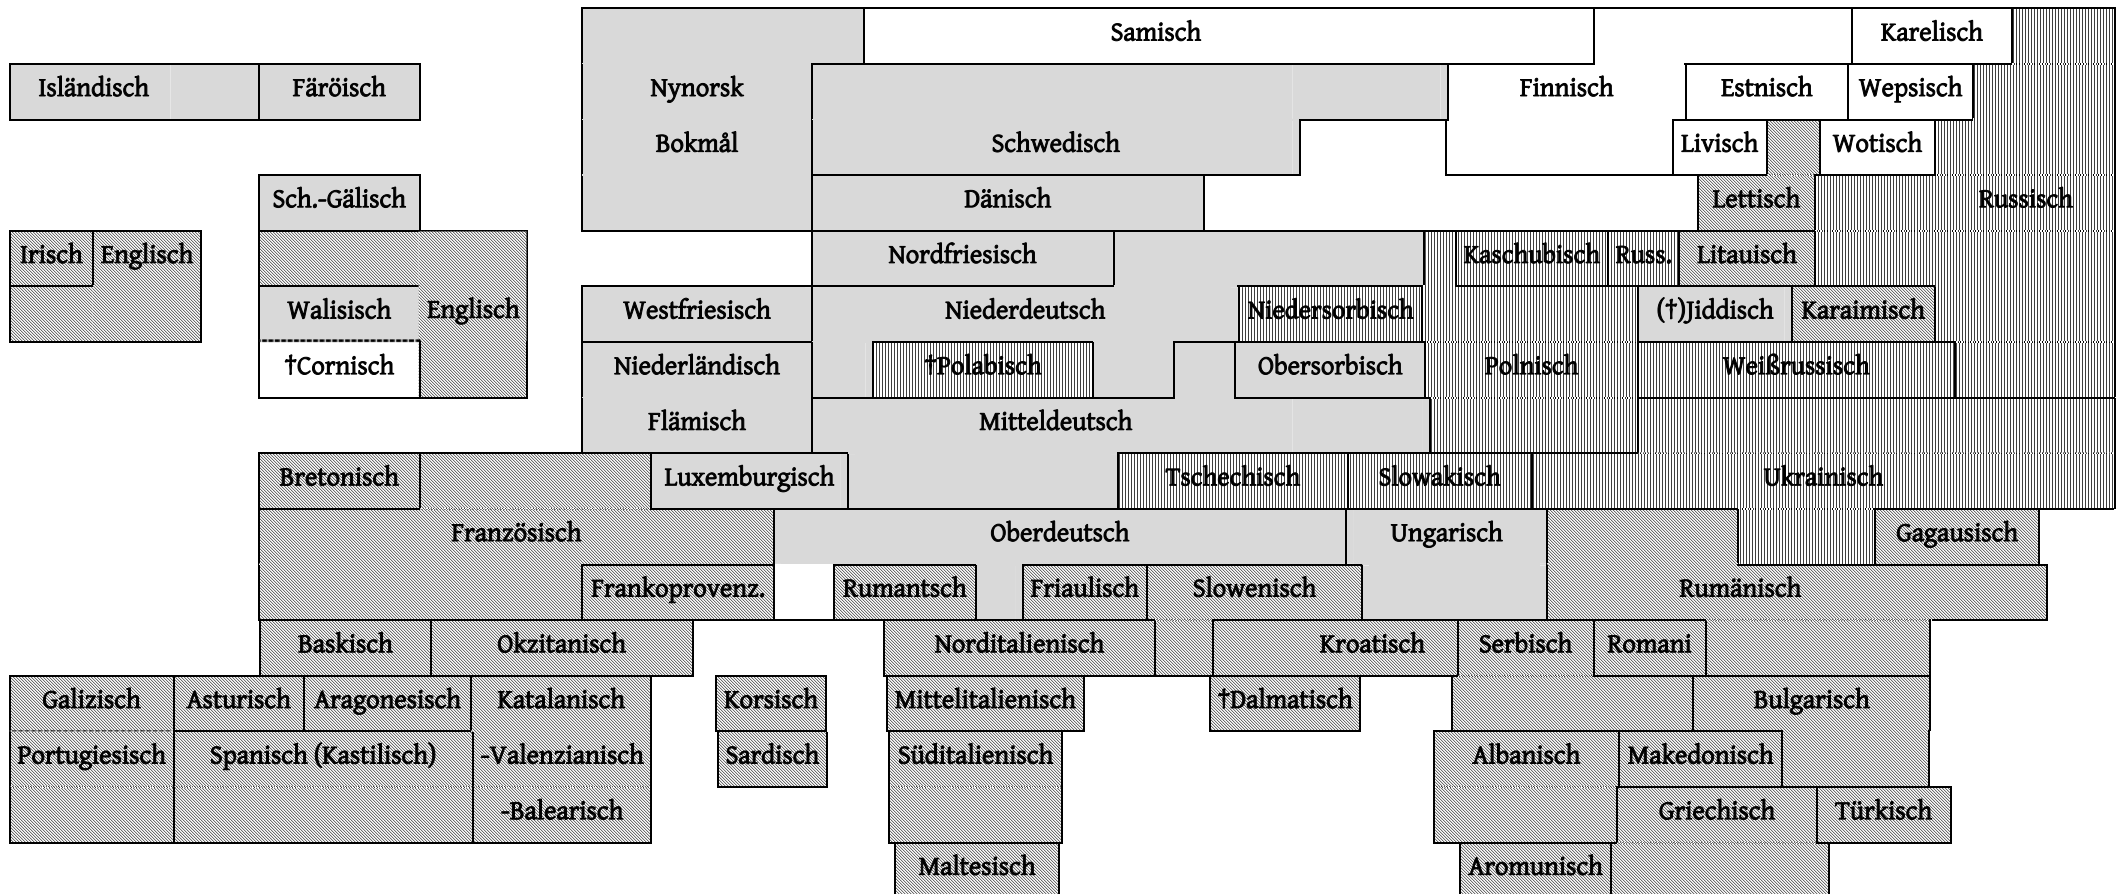 Samisch Karelisch
Isländisch Färöisch Nynorsk Finnisch Estnisch Wepsisch
Bokmål Schwedisch Livisch Wotisch
Sch.-Gälisch Dänisch Lettisch Russisch
Irisch Englisch Nordfriesisch Kaschubisch Russ. Litauisch
Walisisch Englisch Westfriesisch Niederdeutsch Niedersorbisch (†)Jiddisch Karaimisch
†Cornisch Niederländisch †Polabisch Obersorbisch Polnisch Weißrussisch
Flämisch Mitteldeutsch
Bretonisch Luxemburgisch Tschechisch Slowakisch Ukrainisch
Französisch Oberdeutsch Ungarisch Gagausisch
Frankoprovenz. Rumantsch Friaulisch Slowenisch Rumänisch
Baskisch Okzitanisch Norditalienisch Kroatisch Serbisch Romani
Galizisch Asturisch Aragonesisch Katalanisch Korsisch Mittelitalienisch †Dalmatisch Bulgarisch
Portugiesisch Spanisch (Kastilisch) -Valenzianisch Sardisch Süditalienisch Albanisch Makedonisch
-Balearisch Griechisch Türkisch
Maltesisch Aromunisch